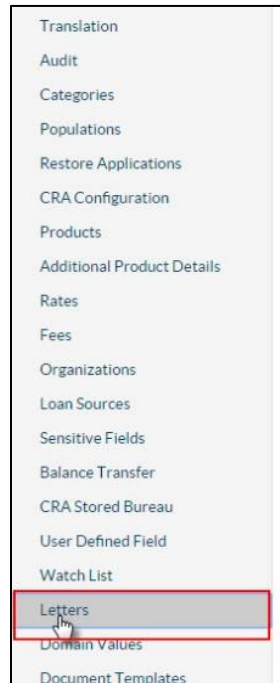 Translation
Audit
Categories
Populations
Restore Applications
CRA Configuration
Products
Additional Product Details
Rates
Fees
Organizations
Loan Sources
Sensitive Fields
Balance Transfer
CRA Stored Bureau
User Defined Field
Watch List
Letters
Domain Values
Document Templates